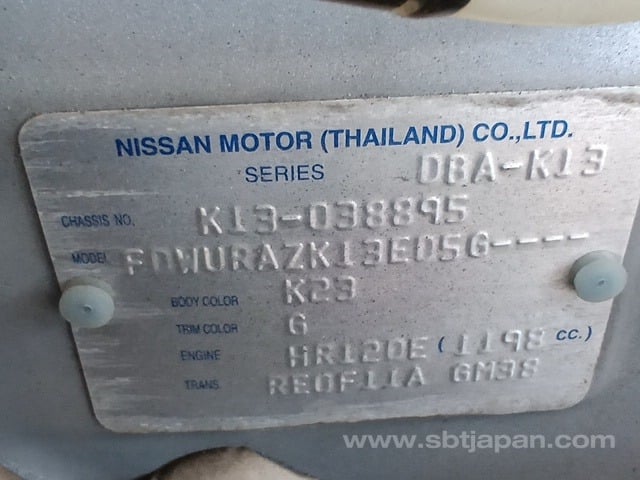 NISSAN MOTOR (THAILAND) CO.,LTD.
SERIES DBA-K13
CHASSIS NO. K13-038895
MODEL FDWURAZK13E05G----
BODY COLOR K23
TRIM COLOR G
ENGINE HR12DE (1198 cc.)
TRANS. RE0F11A GM38
www.sbtjapan.com